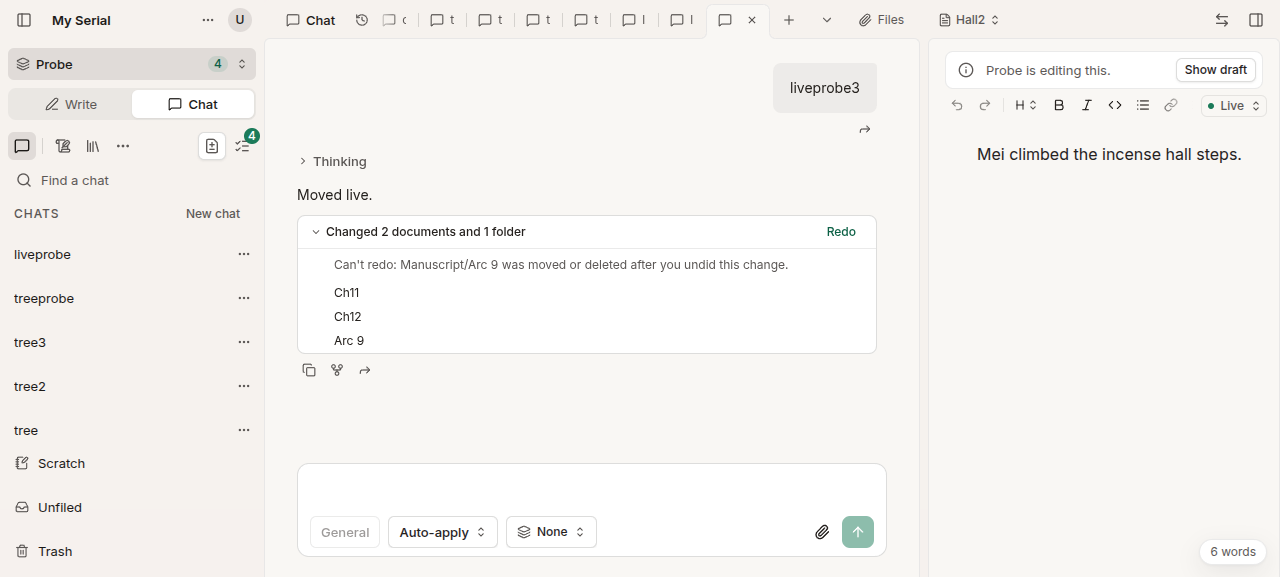 My Serial
U
Chat
c
t
t
t
t
l
l
Files
Hall2
Probe
4
Write
Chat
4
Find a chat
CHATS
New chat
liveprobe
treeprobe
tree3
tree2
tree
Scratch
Unfiled
Trash
liveprobe3
Thinking
Moved live.
Changed 2 documents and 1 folder
Redo
Can't redo: Manuscript/Arc 9 was moved or deleted after you undid this change.
Ch11
Ch12
Arc 9
General
Auto-apply
None
Probe is editing this.
Show draft
H
B
I
Live
Mei climbed the incense hall steps.
6 words